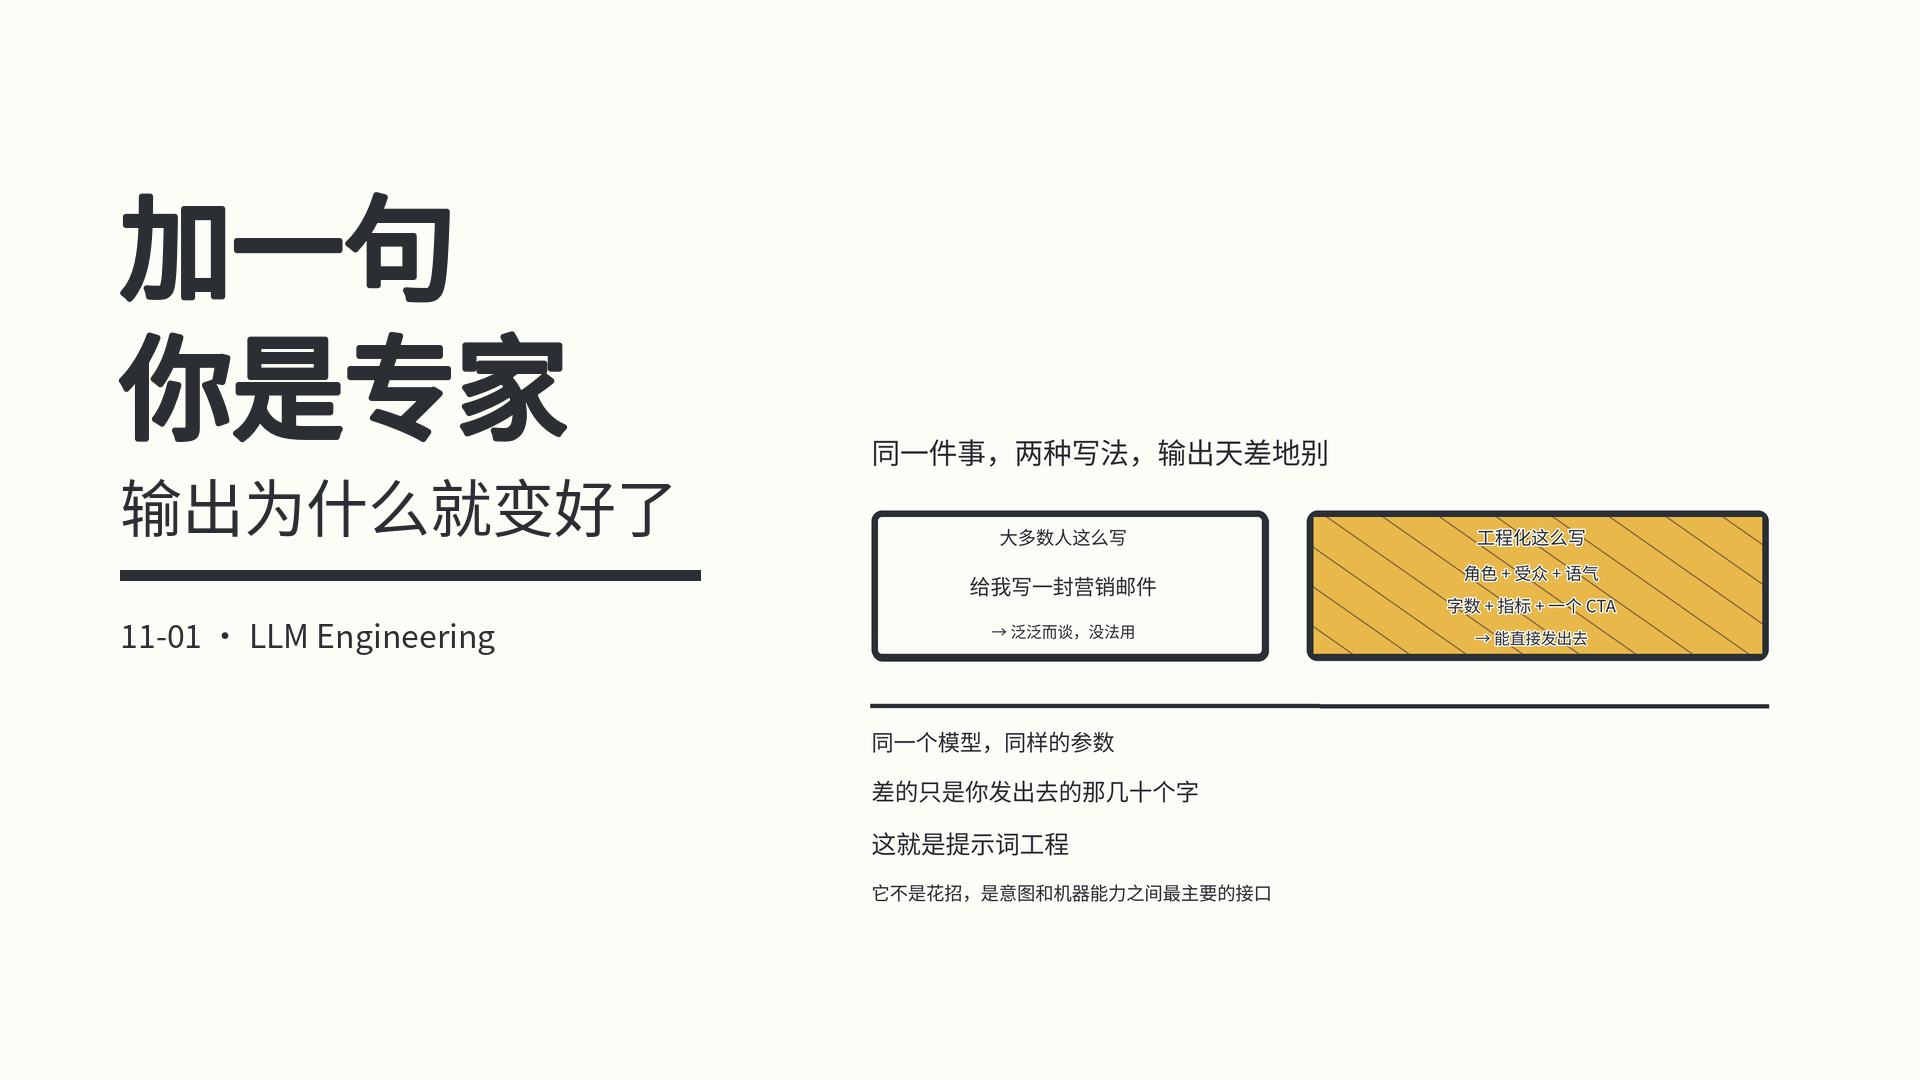 加一句
你是专家
输出为什么就变好了
11-01 · LLM Engineering
同一件事，两种写法，输出天差地别
大多数人这么写
给我写一封营销邮件
→ 泛泛而谈，没法用
工程化这么写
角色 + 受众 + 语气
字数 + 指标 + 一个 CTA
→ 能直接发出去
同一个模型，同样的参数
差的只是你发出去的那几十个字
这就是提示词工程
它不是花招，是意图和机器能力之间最主要的接口